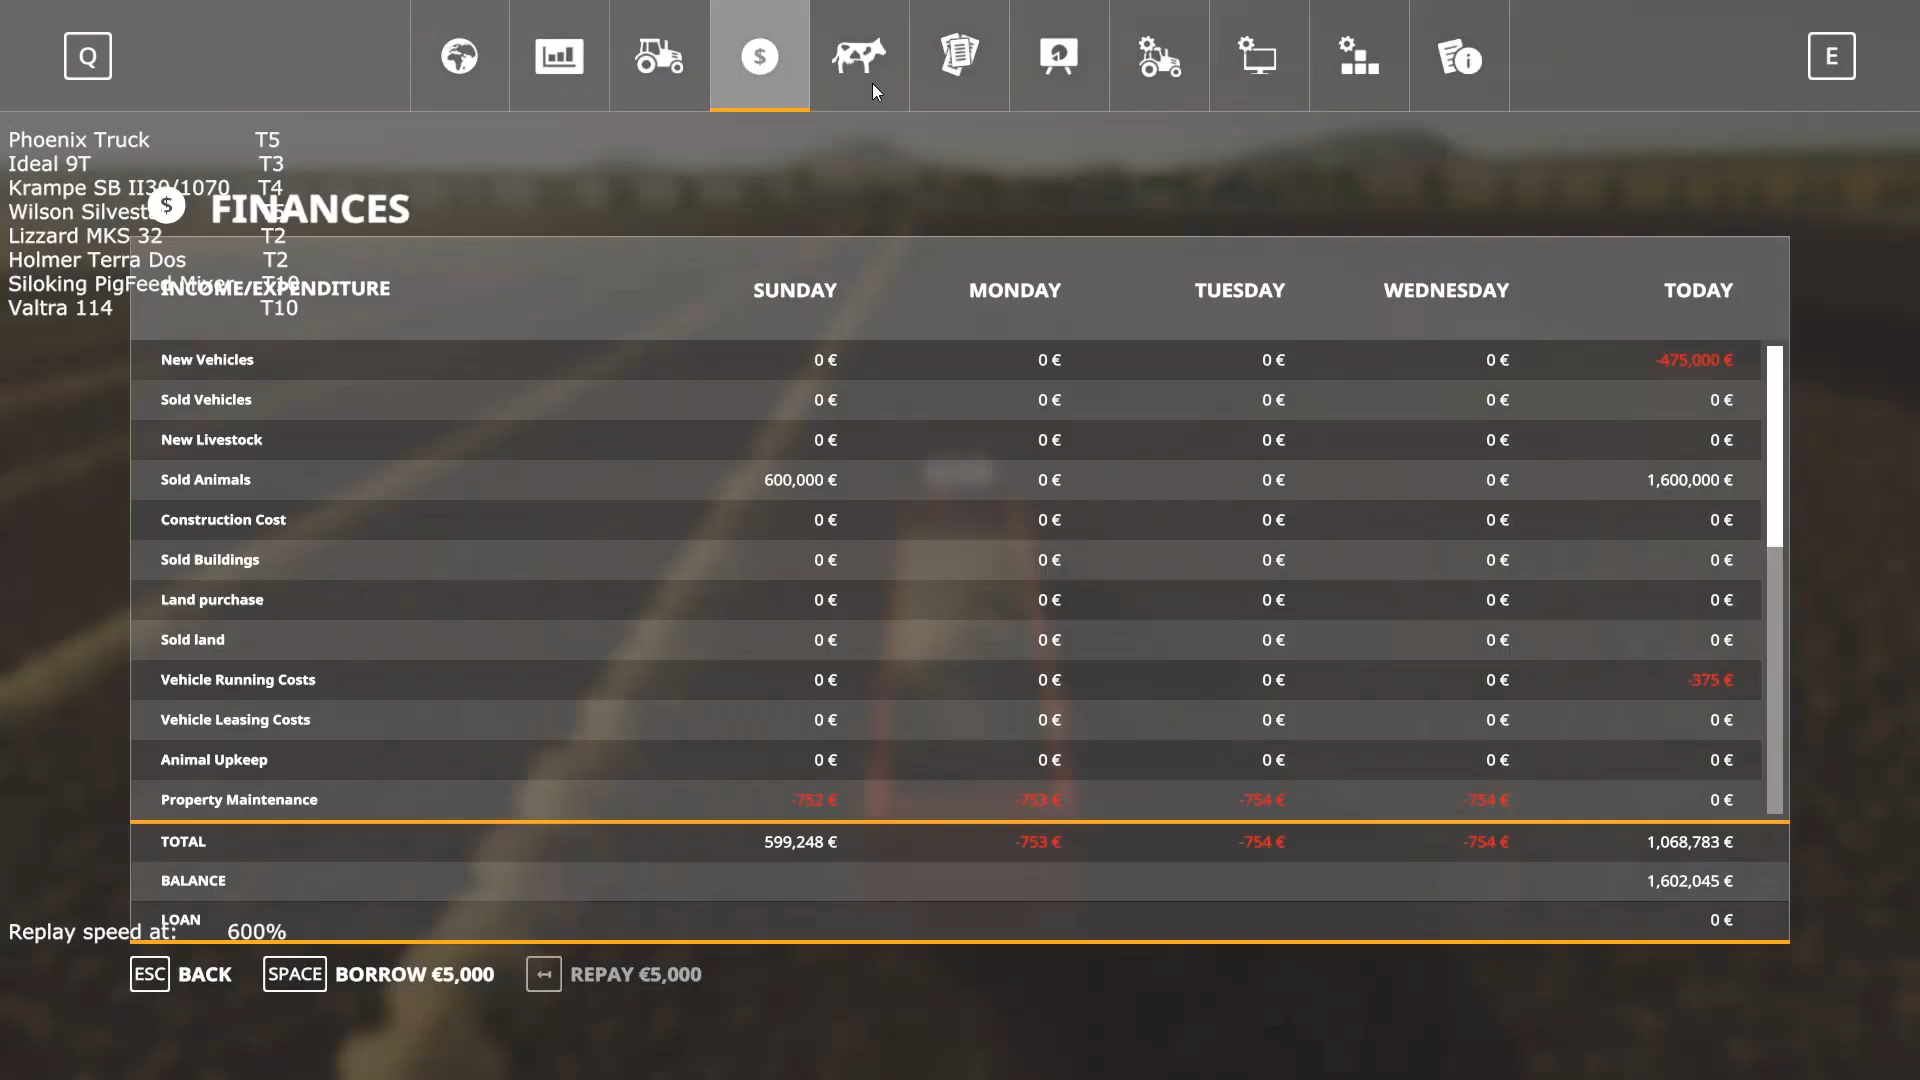 Q
$
E
Phoenix Truck T5
Ideal 9T T3
Krampe SB II30/1070 T4
Wilson Silvest
$ FINANCES
Lizzard MKS 32 T2
Holmer Terra Dos T2
Siloking PigFeed Mixer T10
Valtra 114 T10
INCOME/EXPENDITURE SUNDAY MONDAY TUESDAY WEDNESDAY TODAY
New Vehicles 0 € 0 € 0 € 0 € -475,000 €
Sold Vehicles 0 € 0 € 0 € 0 € 0 €
New Livestock 0 € 0 € 0 € 0 € 0 €
Sold Animals 600,000 € 0 € 0 € 0 € 1,600,000 €
Construction Cost 0 € 0 € 0 € 0 € 0 €
Sold Buildings 0 € 0 € 0 € 0 € 0 €
Land purchase 0 € 0 € 0 € 0 € 0 €
Sold land 0 € 0 € 0 € 0 € 0 €
Vehicle Running Costs 0 € 0 € 0 € 0 € -375 €
Vehicle Leasing Costs 0 € 0 € 0 € 0 € 0 €
Animal Upkeep 0 € 0 € 0 € 0 € 0 €
Property Maintenance -752 € -753 € -754 € -754 € 0 €
TOTAL 599,248 € -753 € -754 € -754 € 1,068,783 €
BALANCE 1,602,045 €
LOAN 0 €
Replay speed at: 600%
ESC BACK SPACE BORROW €5,000 REPAY €5,000